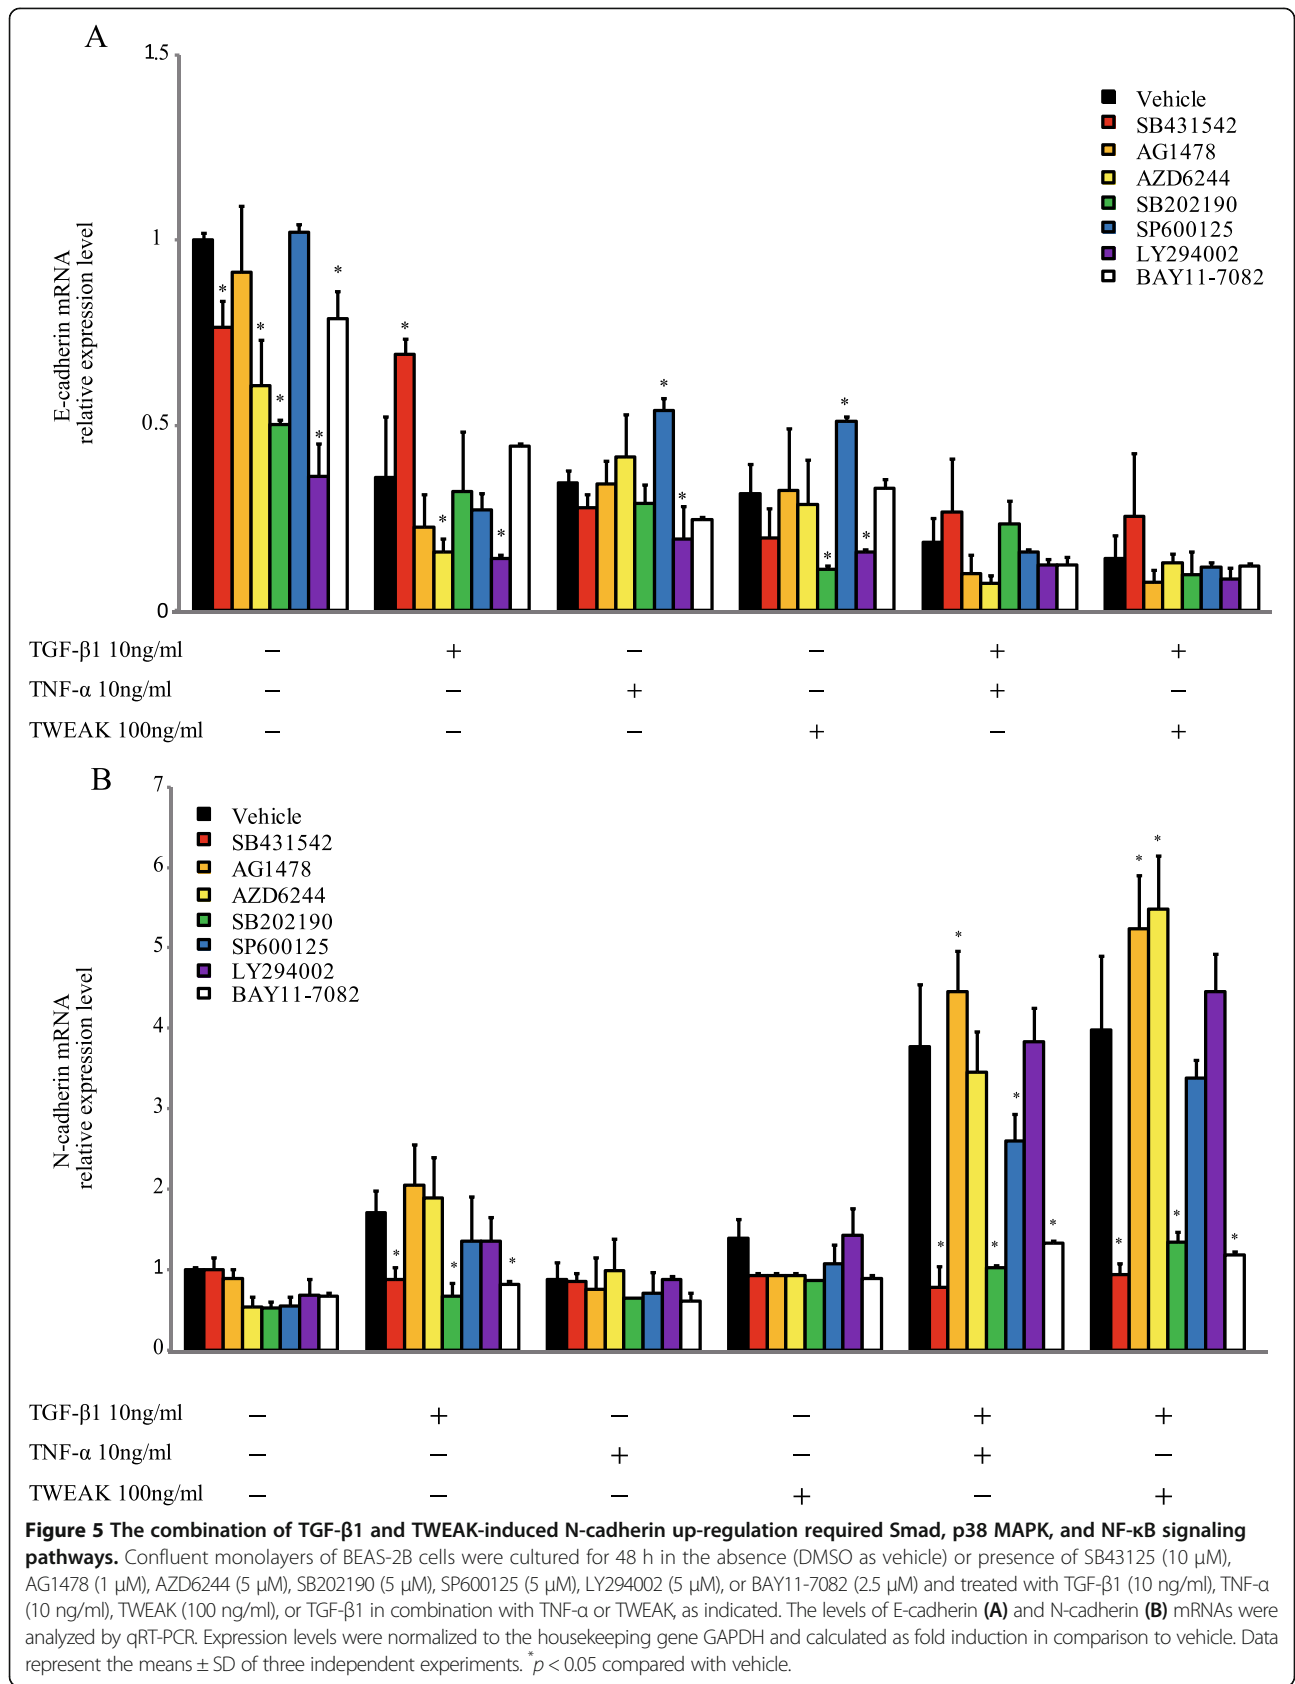 A
1.5
1
0.5
0
E-cadherin mRNA
relative expression level
Vehicle
SB431542
AG1478
AZD6244
SB202190
SP600125
LY294002
BAY11-7082
* * * * * *
* * *
* *
* * *
TGF-β1 10ng/ml − + − − + +
TNF-α 10ng/ml − − + − + −
TWEAK 100ng/ml − − − + − +
B
7
6
5
4
3
2
1
0
N-cadherin mRNA
relative expression level
Vehicle
SB431542
AG1478
AZD6244
SB202190
SP600125
LY294002
BAY11-7082
* * *
* * * * *
* * * * *
TGF-β1 10ng/ml − + − − + +
TNF-α 10ng/ml − − + − + −
TWEAK 100ng/ml − − − + − +
Figure 5 The combination of TGF-β1 and TWEAK-induced N-cadherin up-regulation required Smad, p38 MAPK, and NF-κB signaling
pathways. Confluent monolayers of BEAS-2B cells were cultured for 48 h in the absence (DMSO as vehicle) or presence of SB43125 (10 μM),
AG1478 (1 μM), AZD6244 (5 μM), SB202190 (5 μM), SP600125 (5 μM), LY294002 (5 μM), or BAY11-7082 (2.5 μM) and treated with TGF-β1 (10 ng/ml), TNF-α
(10 ng/ml), TWEAK (100 ng/ml), or TGF-β1 in combination with TNF-α or TWEAK, as indicated. The levels of E-cadherin (A) and N-cadherin (B) mRNAs were
analyzed by qRT-PCR. Expression levels were normalized to the housekeeping gene GAPDH and calculated as fold induction in comparison to vehicle. Data
represent the means ± SD of three independent experiments. *p < 0.05 compared with vehicle.